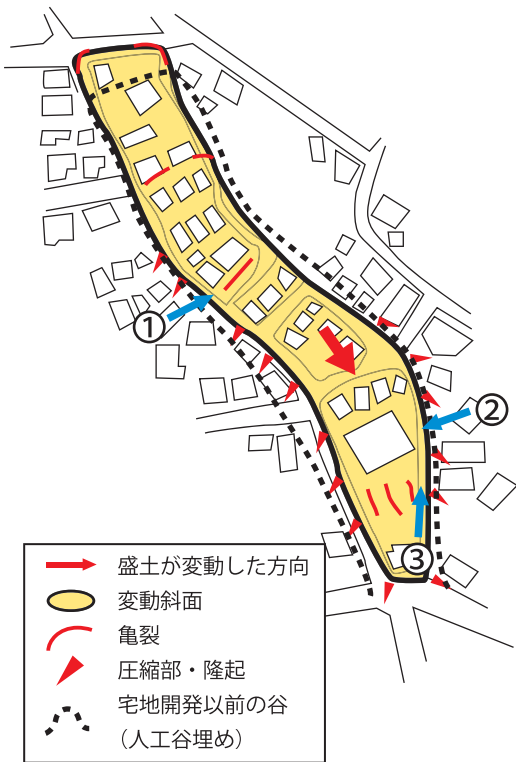 ①
②
③
盛土が変動した方向
変動斜面
亀裂
圧縮部・隆起
宅地開発以前の谷
（人工谷埋め）